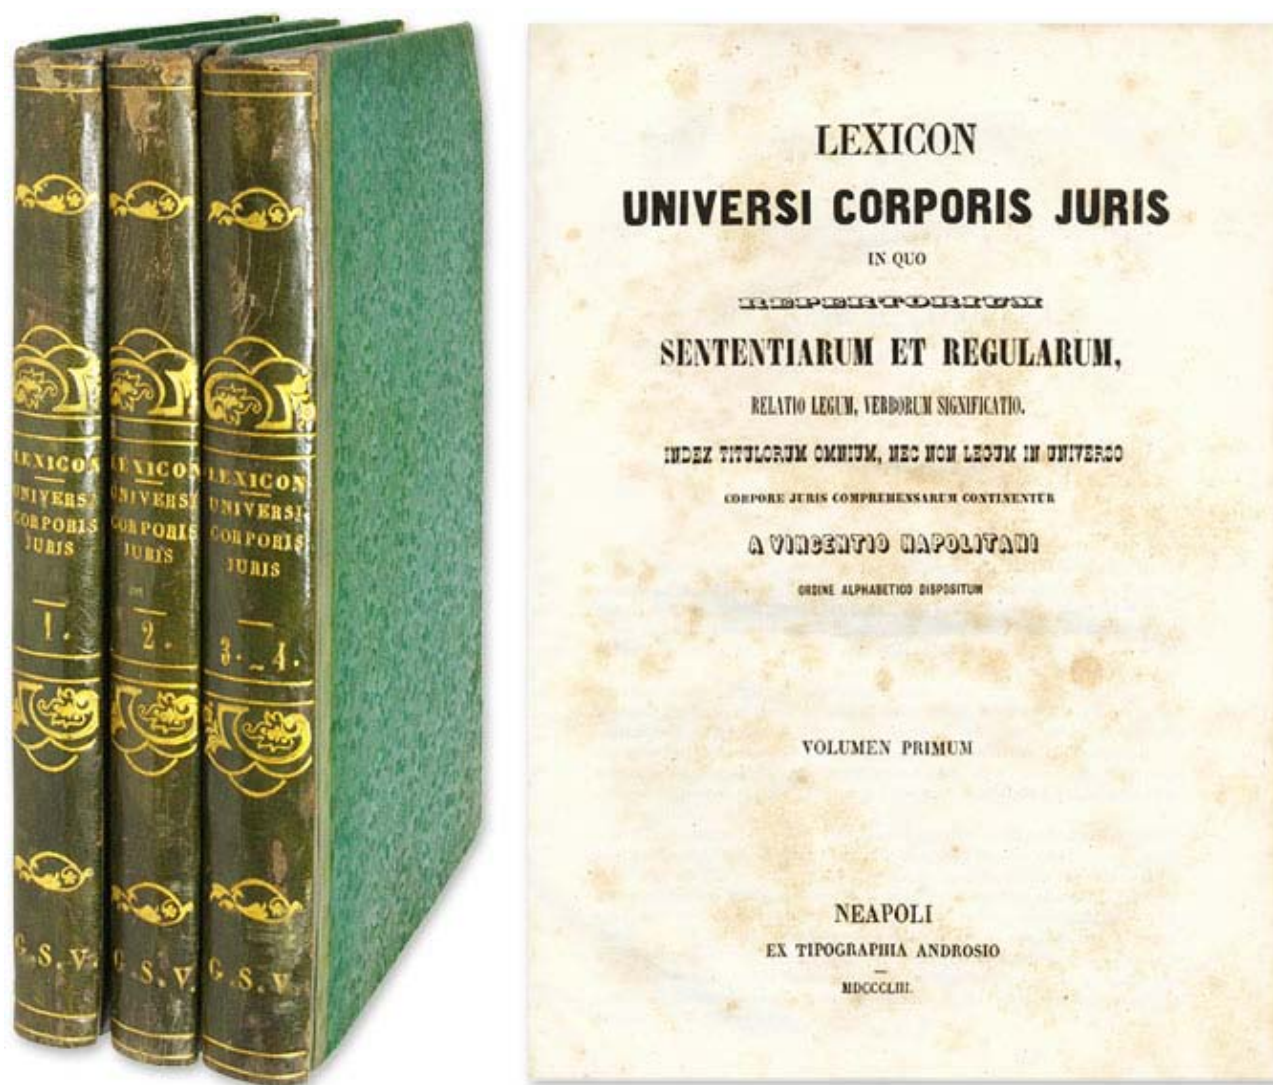 LEXICON
UNIVERSI
CORPORIS
JURIS
1.
G.S.V.
LEXICON
UNIVERSI
CORPORIS
JURIS
2.
G.S.V.
LEXICON
UNIVERSI
CORPORIS
JURIS
3._4.
G.S.V.
LEXICON
UNIVERSI CORPORIS JURIS
IN QUO
REPERTORIUM
SENTENTIARUM ET REGULARUM,
RELATIO LEGUM, VERBORUM SIGNIFICATIO.
INDEX TITULORUM OMNIUM, NEC NON LEGUM IN UNIVERSO
CORPORE JURIS COMPREHENSARUM CONTINENTUR
A VINCENTIO NAPOLITANI
ORDINE ALPHABETICO DISPOSITUM
VOLUMEN PRIMUM
NEAPOLI
EX TIPOGRAPHIA ANDROSIO
MDCCCLIII.